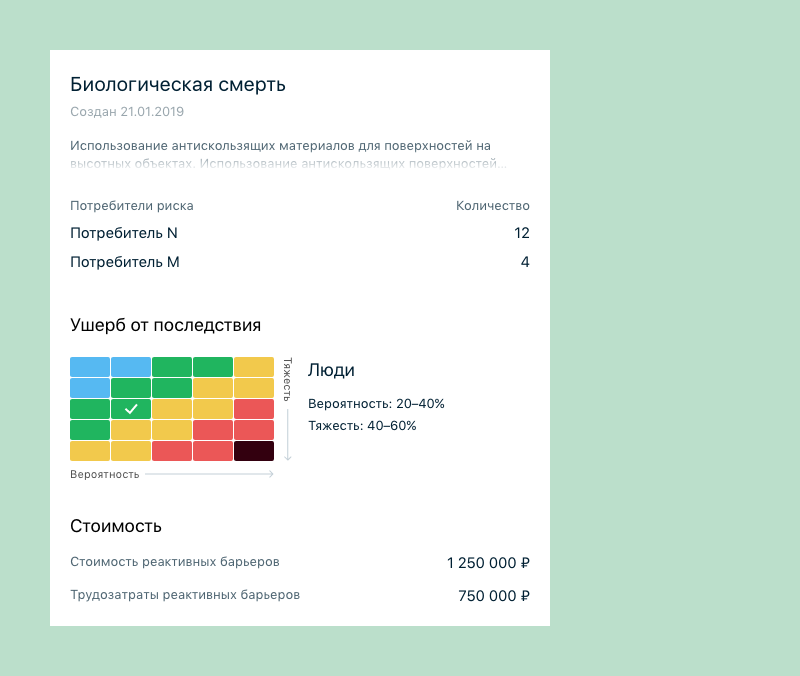 Биологическая смерть
Создан 21.01.2019
Использование антискользящих материалов для поверхностей на
высотных объектах. Использование антискользящих поверхностей...
Потребители риска Количество
Потребитель N 12
Потребитель M 4
Ушерб от последствия
Тяжесть
Люди
Вероятность: 20–40%
Тяжесть: 40–60%
Вероятность
Стоимость
Стоимость реактивных барьеров 1 250 000 ₽
Трудозатраты реактивных барьеров 750 000 ₽